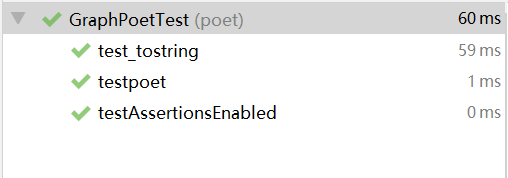 GraphPoetTest (poet) 60 ms
test_tostring 59 ms
testpoet 1 ms
testAssertionsEnabled 0 ms